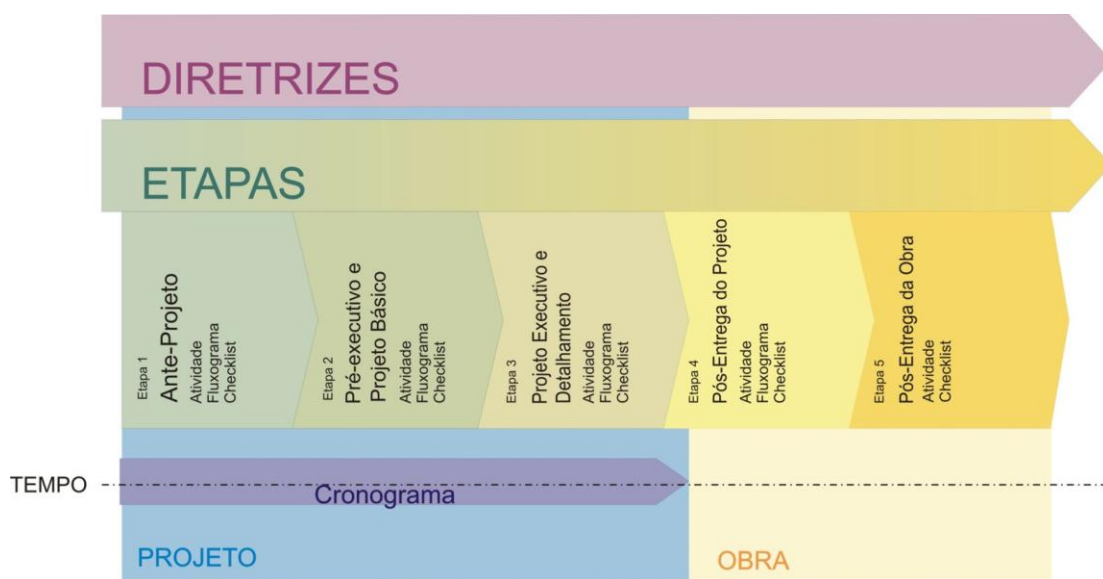 DIRETRIZES
ETAPAS
Etapa 1
Ante-Projeto
Atividade
Fluxograma
Checklist
Etapa 2
Pré-executivo e
Projeto Básico
Atividade
Fluxograma
Checklist
Etapa 3
Projeto Executivo e
Detalhamento
Atividade
Fluxograma
Checklist
Etapa 4
Pós-Entrega do Projeto
Atividade
Fluxograma
Checklist
Etapa 5
Pós-Entrega da Obra
Atividade
Checklist
TEMPO
Cronograma
PROJETO
OBRA